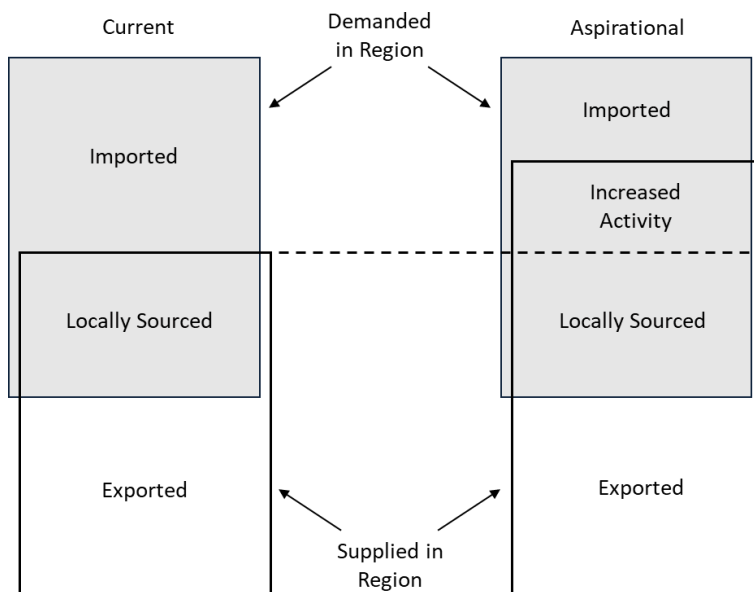 Current
Demanded
in Region
Aspirational
Imported
Imported
Increased
Activity
Locally Sourced
Locally Sourced
Exported
Exported
Supplied in
Region